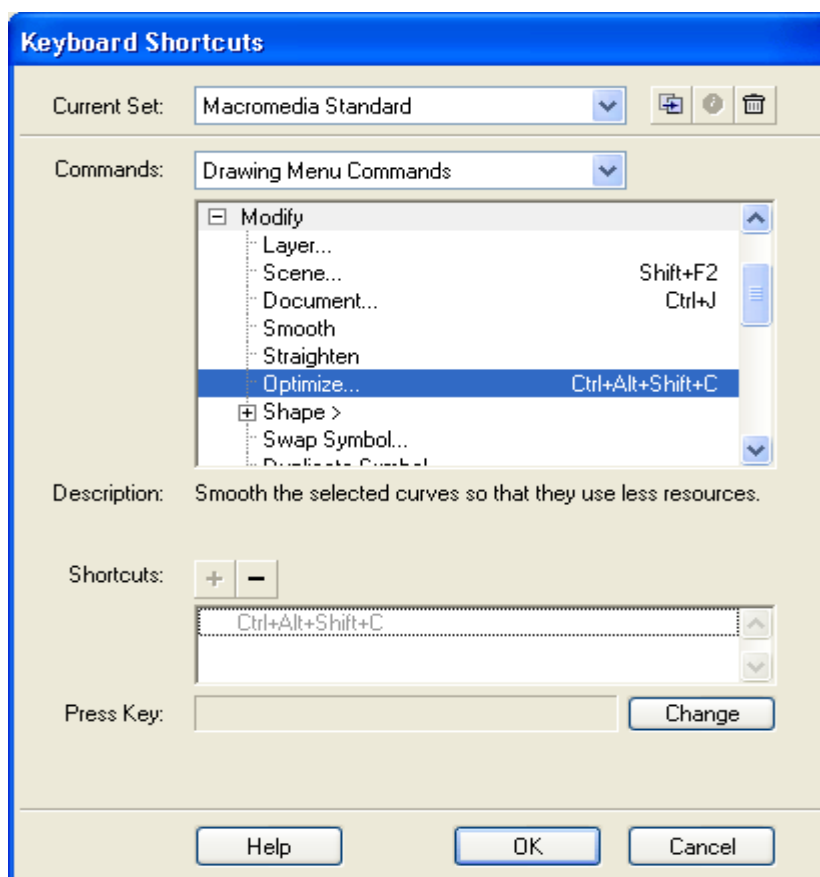 Keyboard Shortcuts
Current Set: Macromedia Standard
Commands: Drawing Menu Commands
Modify
Layer...
Scene... Shift+F2
Document... Ctrl+J
Smooth
Straighten
Optimize... Ctrl+Alt+Shift+C
Shape >
Swap Symbol...
Duplicate Symbol
Description: Smooth the selected curves so that they use less resources.
Shortcuts:
Ctrl+Alt+Shift+C
Press Key: Change
Help OK Cancel